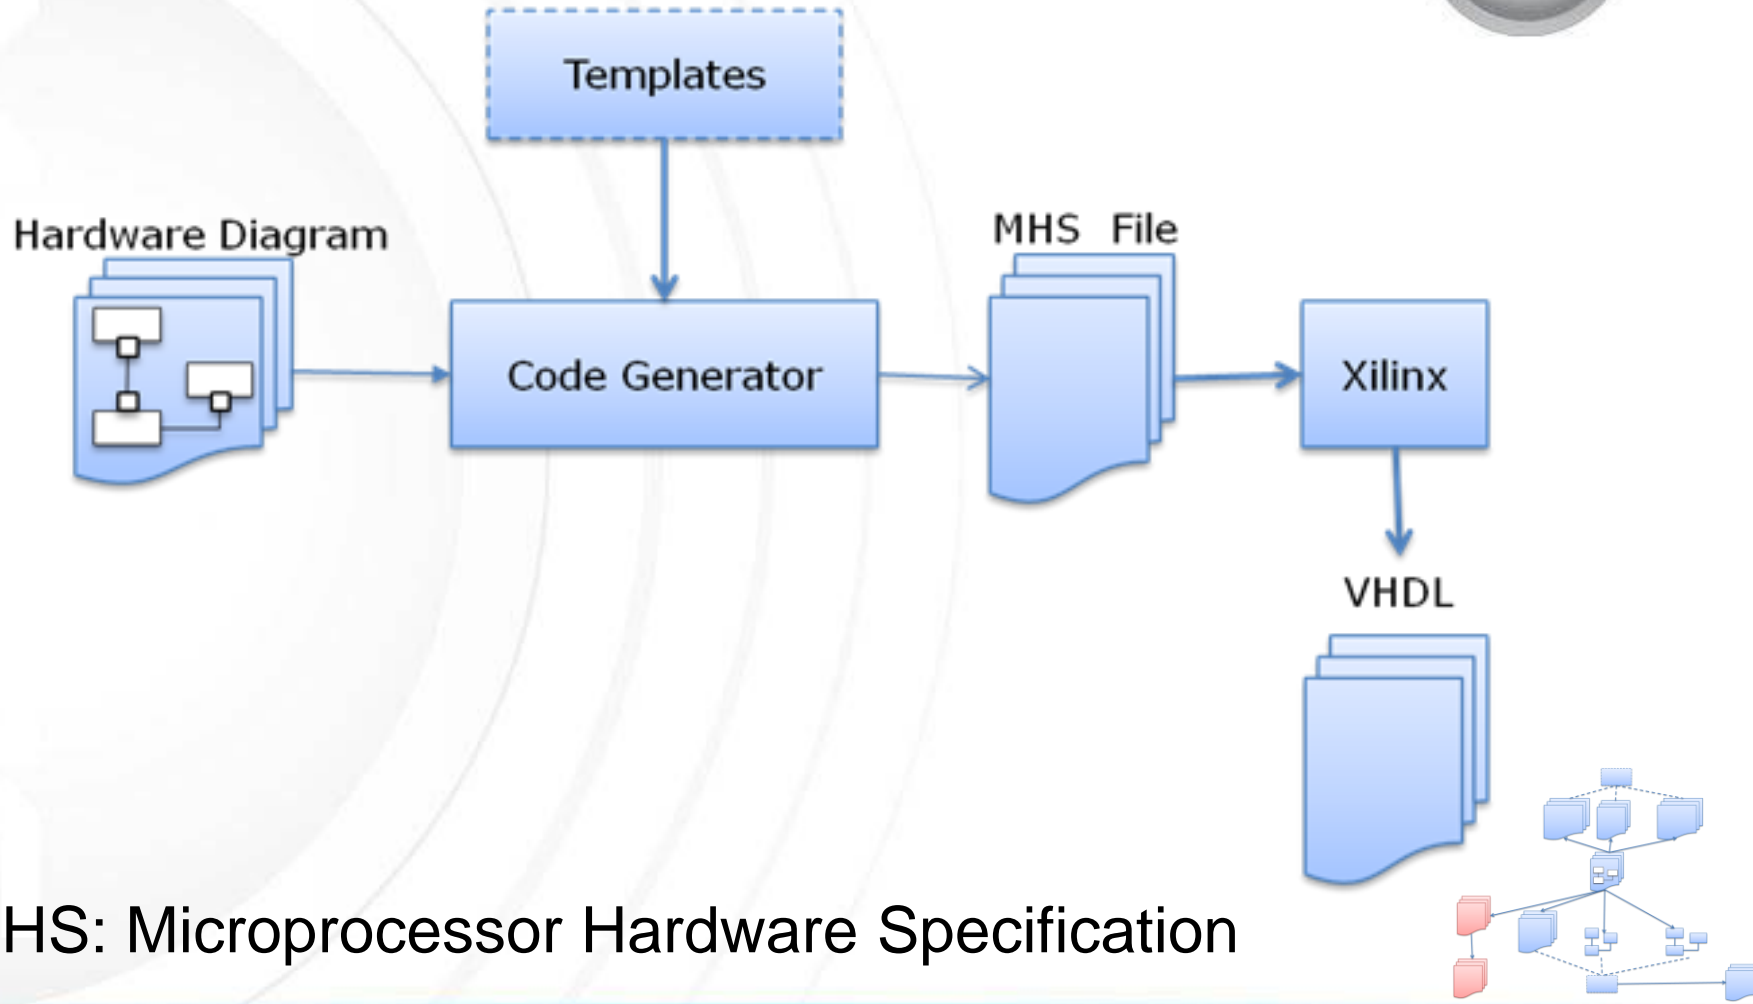 Templates
Hardware Diagram
MHS File
Code Generator
Xilinx
VHDL
HS: Microprocessor Hardware Specification